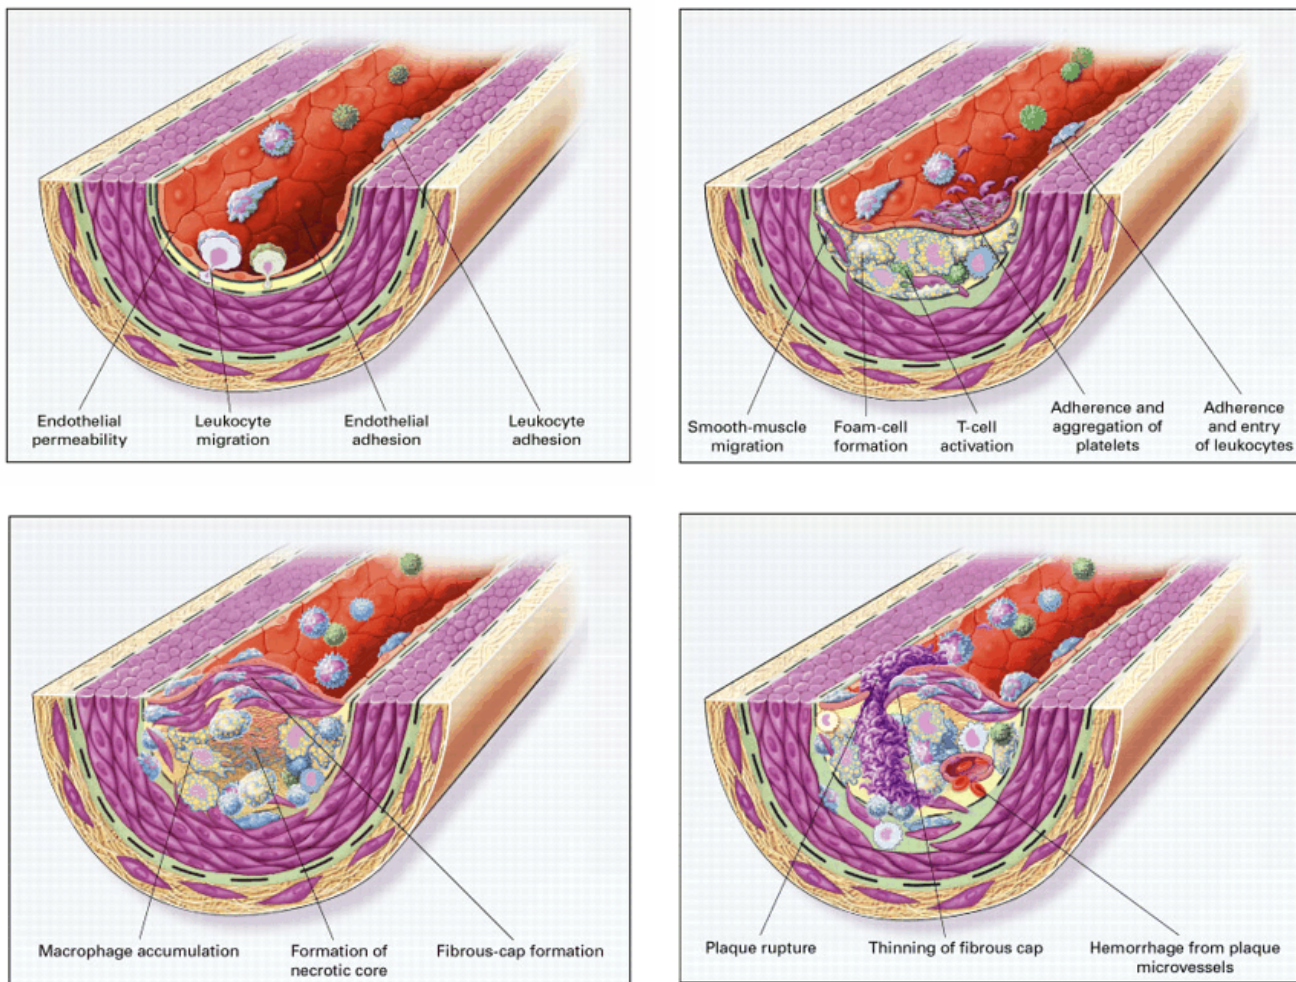 Endothelial
permeability
Leukocyte
migration
Endothelial
adhesion
Leukocyte
adhesion
Smooth-muscle
migration
Foam-cell
formation
T-cell
activation
Adherence and
aggregation of
platelets
Adherence
and entry
of leukocytes
Macrophage accumulation
Formation of
necrotic core
Fibrous-cap formation
Plaque rupture
Thinning of fibrous cap
Hemorrhage from plaque
microvessels